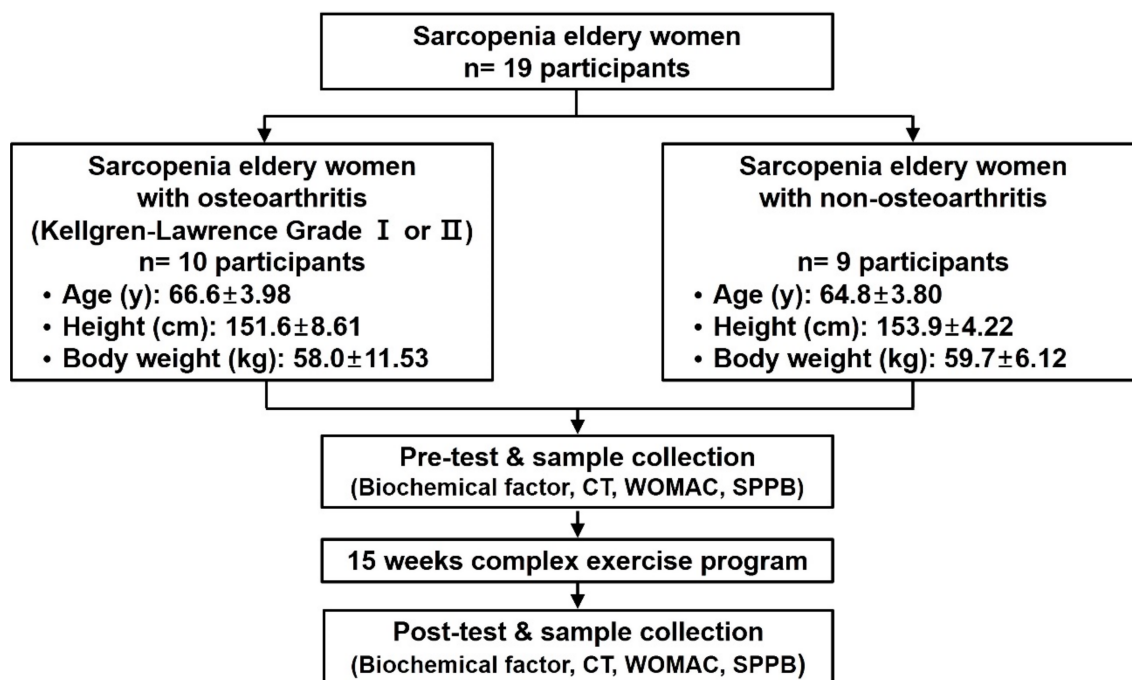 Sarcopenia eldery women
n= 19 participants
Sarcopenia eldery women
with osteoarthritis
(Kellgren-Lawrence Grade Ⅰ or Ⅱ)
n= 10 participants
• Age (y): 66.6±3.98
• Height (cm): 151.6±8.61
• Body weight (kg): 58.0±11.53
Sarcopenia eldery women
with non-osteoarthritis
n= 9 participants
• Age (y): 64.8±3.80
• Height (cm): 153.9±4.22
• Body weight (kg): 59.7±6.12
Pre-test & sample collection
(Biochemical factor, CT, WOMAC, SPPB)
15 weeks complex exercise program
Post-test & sample collection
(Biochemical factor, CT, WOMAC, SPPB)